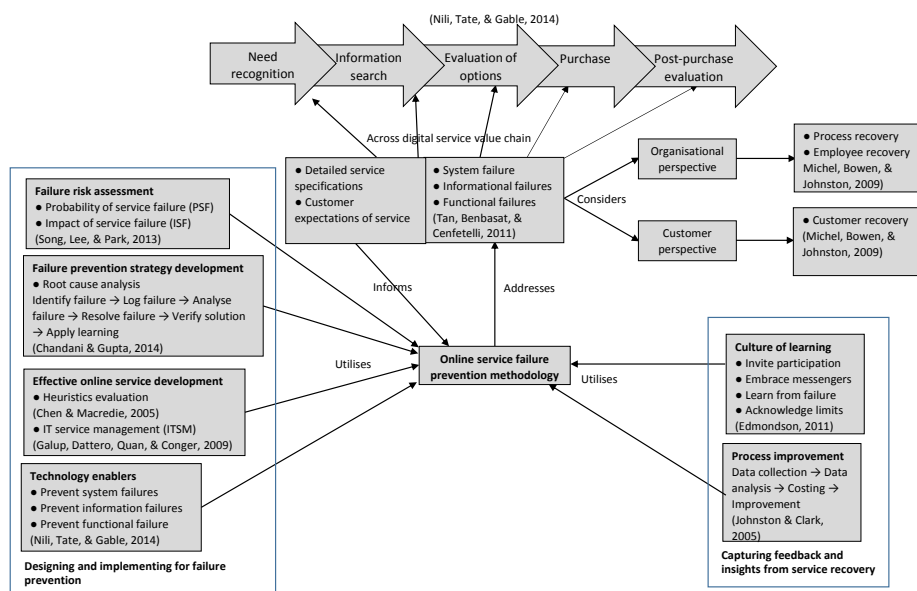 (Nili, Tate, & Gable, 2014)
Need
recognition
Information
search
Evaluation of
options
Purchase
Post-purchase
evaluation
Across digital service value chain
● Detailed service
specifications
● Customer
expectations of service
● System failure
● Informational failures
● Functional failures
(Tan, Benbasat, &
Cenfetelli, 2011)
Considers
Organisational
perspective
● Process recovery
● Employee recovery
Michel, Bowen, &
Johnston, 2009)
Customer
perspective
● Customer recovery
(Michel, Bowen, &
Johnston, 2009)
Failure risk assessment
● Probability of service failure (PSF)
● Impact of service failure (ISF)
(Song, Lee, & Park, 2013)
Failure prevention strategy development
● Root cause analysis
Identify failure → Log failure → Analyse
failure → Resolve failure → Verify solution
→ Apply learning
(Chandani & Gupta, 2014)
Effective online service development
● Heuristics evaluation
(Chen & Macredie, 2005)
● IT service management (ITSM)
(Galup, Dattero, Quan, & Conger, 2009)
Technology enablers
● Prevent system failures
● Prevent information failures
● Prevent functional failure
(Nili, Tate, & Gable, 2014)
Designing and implementing for failure
prevention
Informs
Addresses
Utilises
Online service failure
prevention methodology
Utilises
Culture of learning
● Invite participation
● Embrace messengers
● Learn from failure
● Acknowledge limits
(Edmondson, 2011)
Process improvement
Data collection → Data
analysis → Costing →
Improvement
(Johnston & Clark,
2005)
Capturing feedback and
insights from service recovery